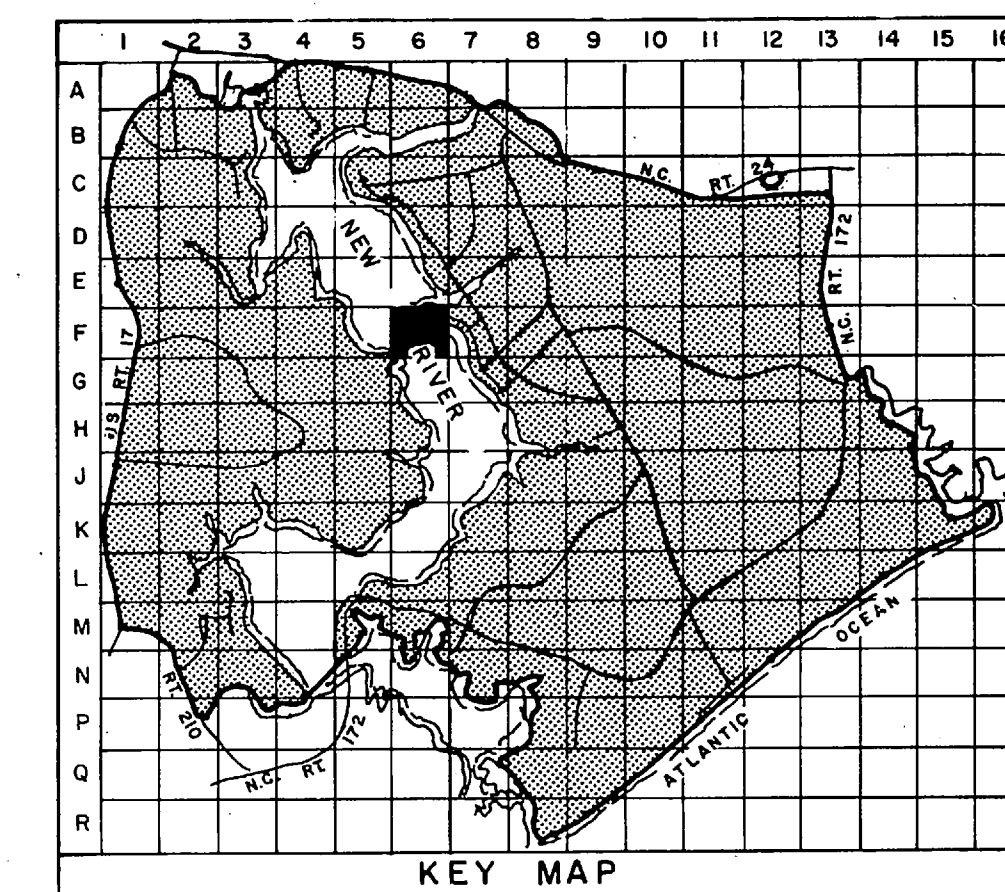 1 2 3 4 5 6 7 8 9 10 11 12 13 14 15 16
A
B
C
D
E
F
G
H
J
K
L
M
N
P
Q
R
N.C. RT. 24
N.C. RT. 172
NEW
RIVER
U S RT. 17
RT. 210
N.C. RT. 172
ATLANTIC OCEAN
KEY MAP